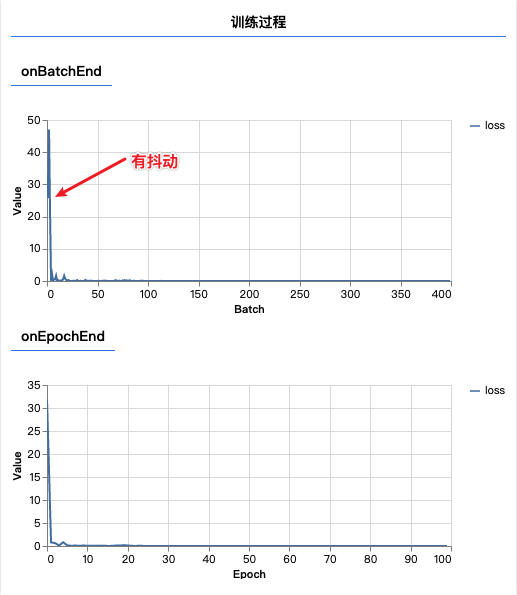 训练过程
onBatchEnd
50
40
30
20
10
0
Value
有抖动
loss
0 50 100 150 200 250 300 350 400
Batch
onEpochEnd
35
30
25
20
15
10
5
0
Value
loss
0 10 20 30 40 50 60 70 80 90 100
Epoch